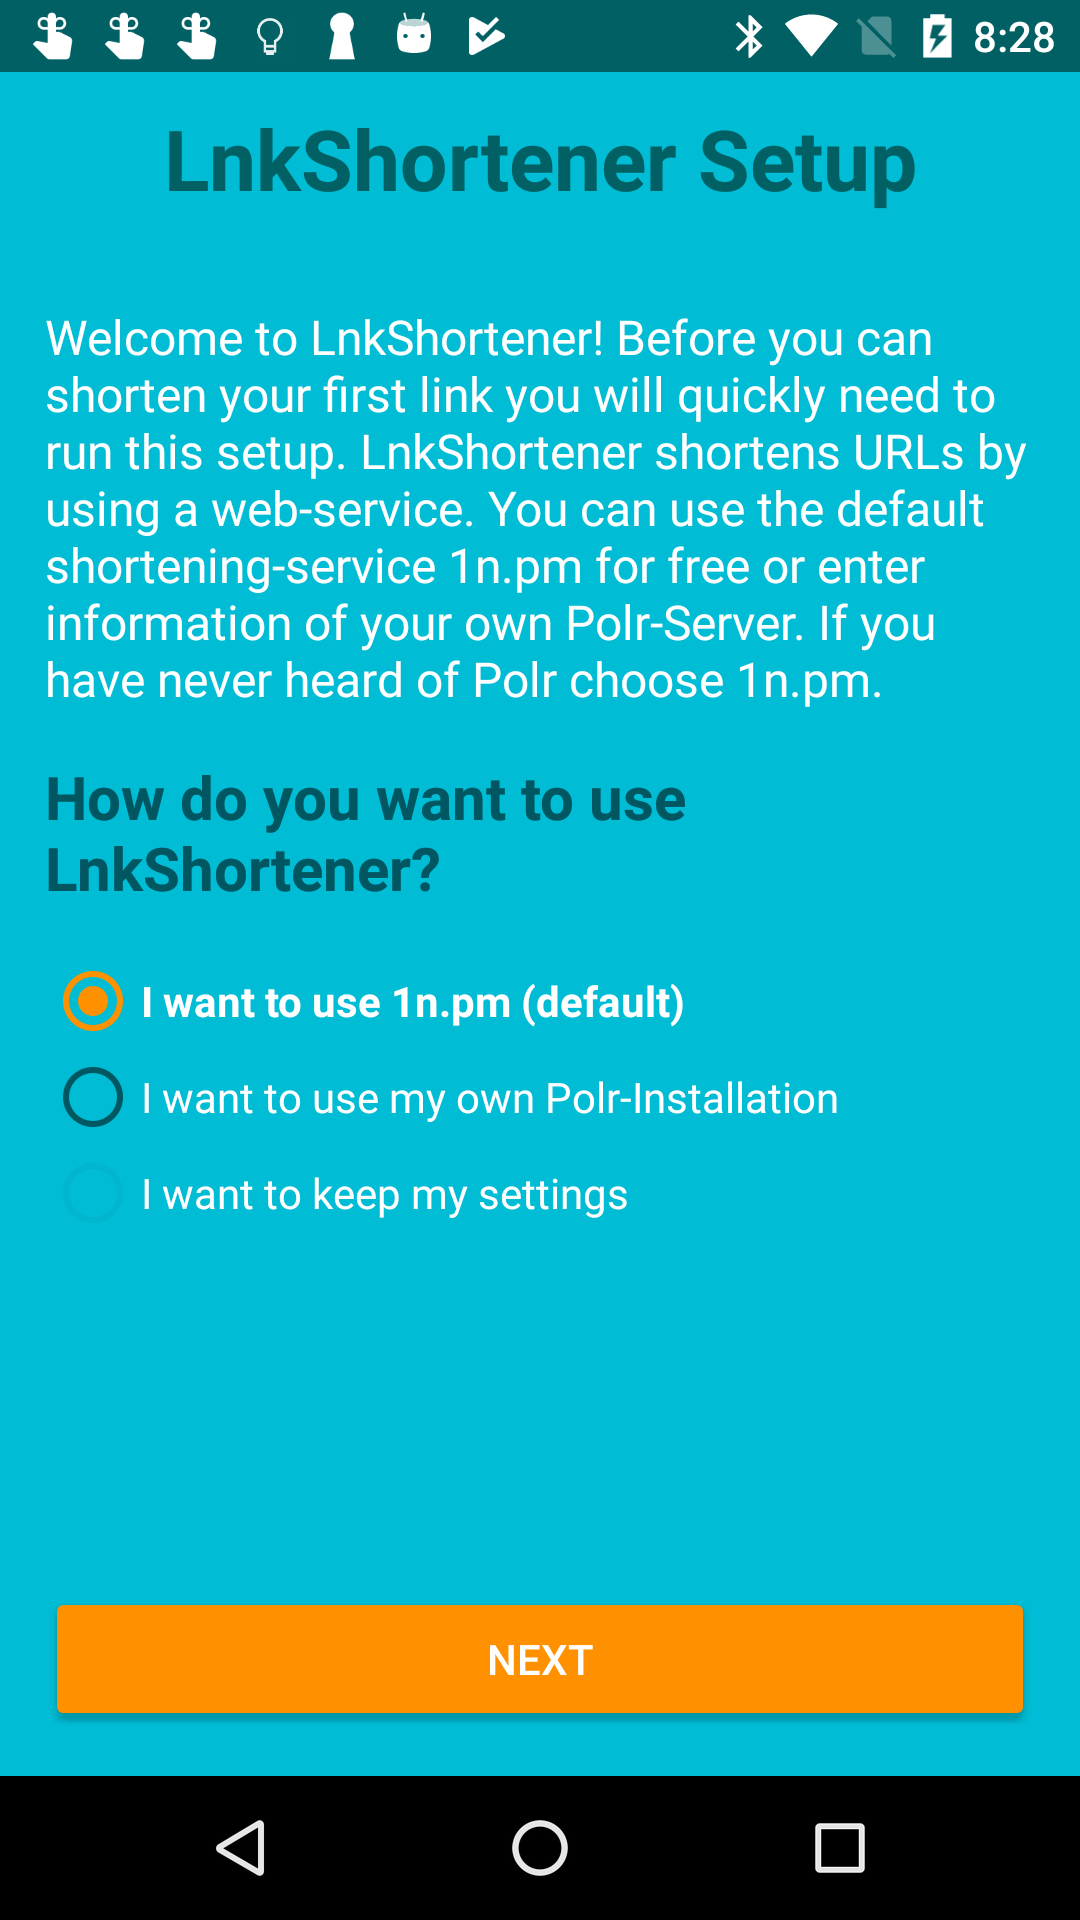 8:28
LnkShortener Setup
Welcome to LnkShortener! Before you can
shorten your first link you will quickly need to
run this setup. LnkShortener shortens URLs by
using a web-service. You can use the default
shortening-service 1n.pm for free or enter
information of your own Polr-Server. If you
have never heard of Polr choose 1n.pm.
How do you want to use
LnkShortener?
I want to use 1n.pm (default)
I want to use my own Polr-Installation
I want to keep my settings
NEXT